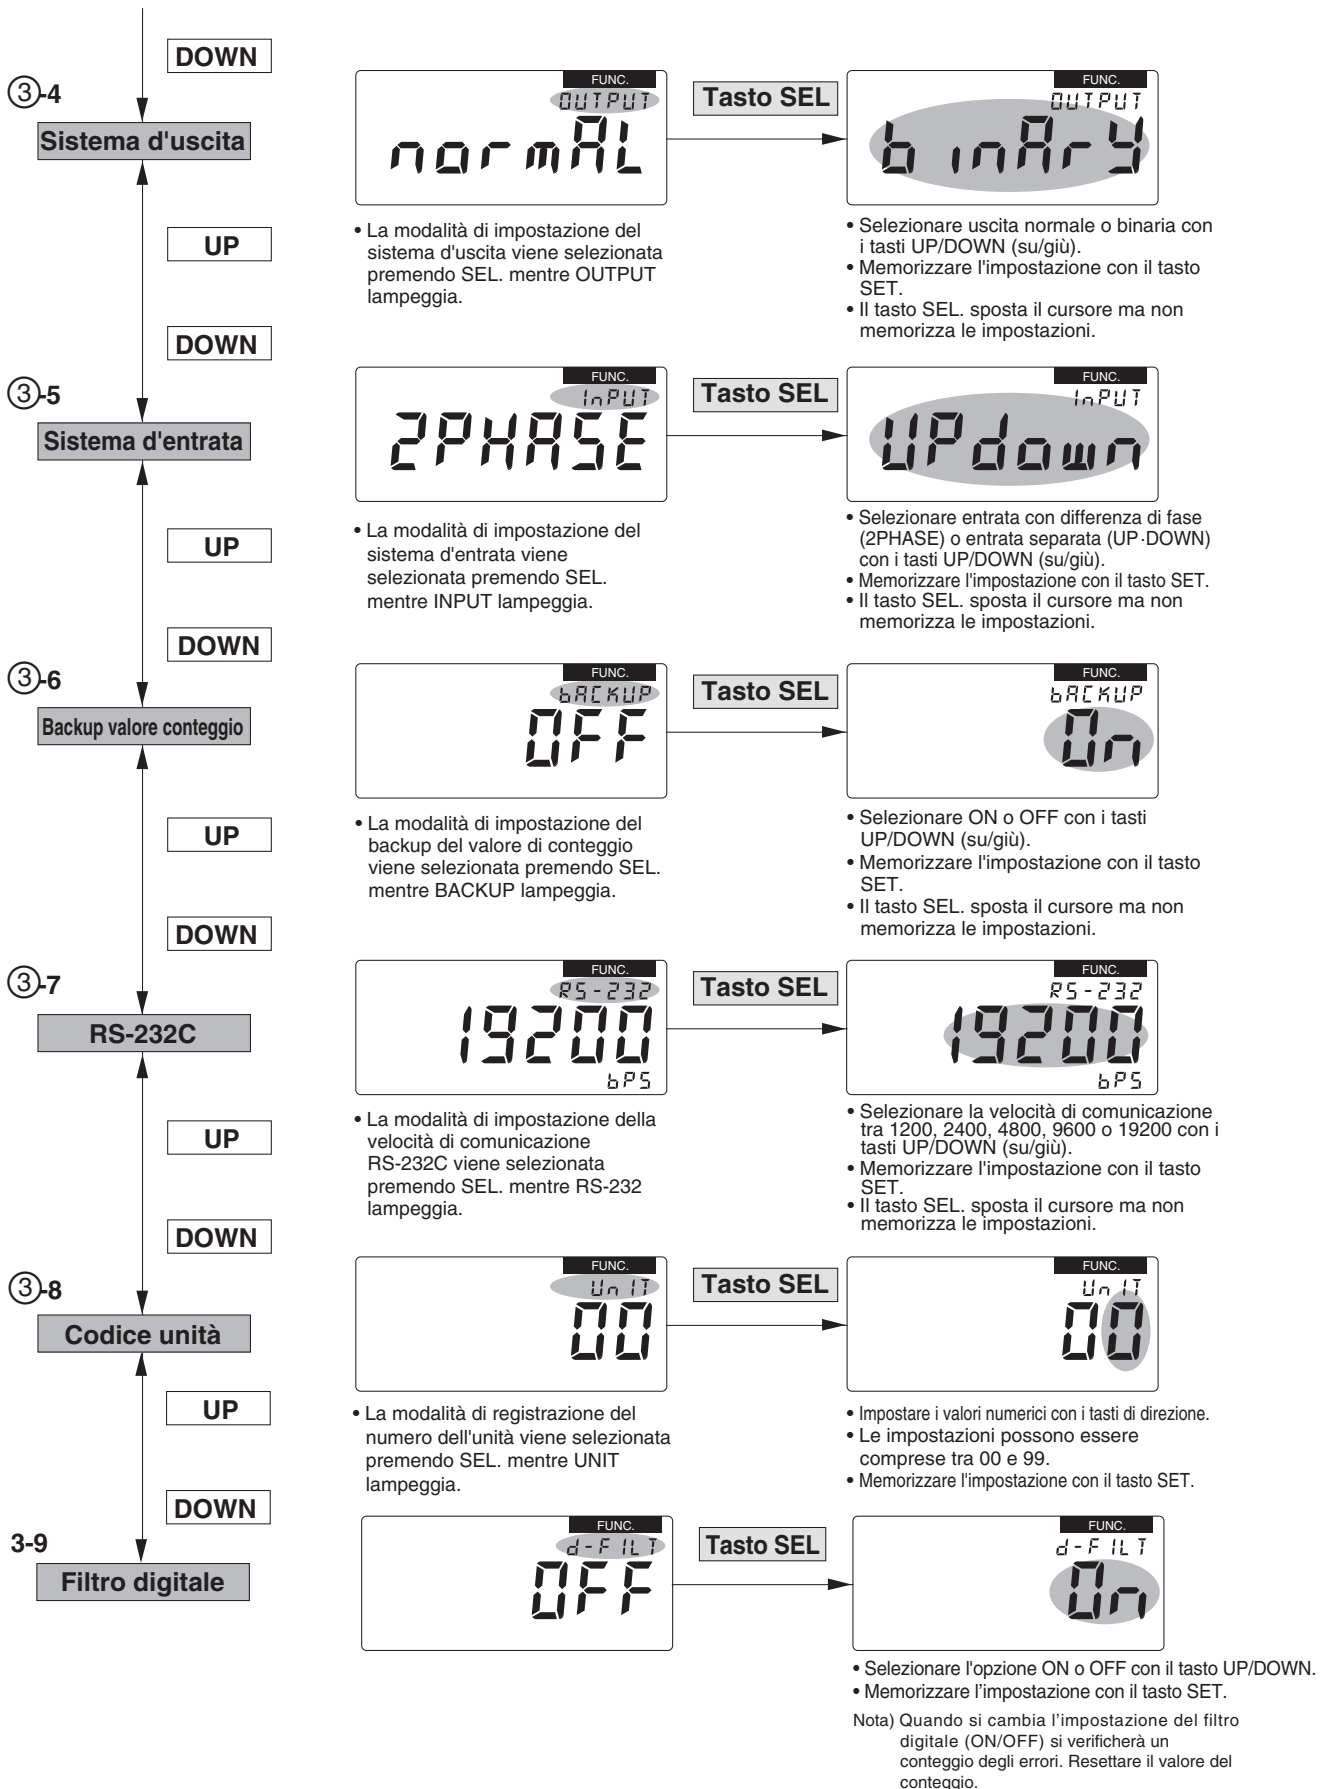 DOWN
③-4
Sistema d'uscita
FUNC.
OUTPUT
normAL
Tasto SEL
FUNC.
OUTPUT
binArY
• La modalità di impostazione del
sistema d'uscita viene selezionata
premendo SEL. mentre OUTPUT
lampeggia.
• Selezionare uscita normale o binaria con
i tasti UP/DOWN (su/giù).
• Memorizzare l'impostazione con il tasto
SET.
• Il tasto SEL. sposta il cursore ma non
memorizza le impostazioni.
UP
DOWN
③-5
Sistema d'entrata
FUNC.
InPUT
2PHASE
Tasto SEL
FUNC.
InPUT
UPdown
• La modalità di impostazione del
sistema d'entrata viene
selezionata premendo SEL.
mentre INPUT lampeggia.
• Selezionare entrata con differenza di fase
(2PHASE) o entrata separata (UP·DOWN)
con i tasti UP/DOWN (su/giù).
• Memorizzare l'impostazione con il tasto SET.
• Il tasto SEL. sposta il cursore ma non
memorizza le impostazioni.
UP
DOWN
③-6
Backup valore conteggio
FUNC.
bACKUP
OFF
Tasto SEL
FUNC.
bACKUP
On
• La modalità di impostazione del
backup del valore di conteggio
viene selezionata premendo SEL.
mentre BACKUP lampeggia.
• Selezionare ON o OFF con i tasti
UP/DOWN (su/giù).
• Memorizzare l'impostazione con il tasto
SET.
• Il tasto SEL. sposta il cursore ma non
memorizza le impostazioni.
UP
DOWN
③-7
RS-232C
FUNC.
RS-232
19200
bPS
Tasto SEL
FUNC.
RS-232
19200
bPS
• La modalità di impostazione della
velocità di comunicazione
RS-232C viene selezionata
premendo SEL. mentre RS-232
lampeggia.
• Selezionare la velocità di comunicazione
tra 1200, 2400, 4800, 9600 o 19200 con i
tasti UP/DOWN (su/giù).
• Memorizzare l'impostazione con il tasto
SET.
• Il tasto SEL. sposta il cursore ma non
memorizza le impostazioni.
UP
DOWN
③-8
Codice unità
FUNC.
UnIT
00
Tasto SEL
FUNC.
UnIT
00
• La modalità di registrazione del
numero dell'unità viene selezionata
premendo SEL. mentre UNIT
lampeggia.
• Impostare i valori numerici con i tasti di direzione.
• Le impostazioni possono essere
comprese tra 00 e 99.
• Memorizzare l'impostazione con il tasto SET.
UP
DOWN
3-9
Filtro digitale
FUNC.
d-FILT
OFF
Tasto SEL
FUNC.
d-FILT
On
• Selezionare l'opzione ON o OFF con il tasto UP/DOWN.
• Memorizzare l’impostazione con il tasto SET.
Nota) Quando si cambia l’impostazione del filtro
digitale (ON/OFF) si verificherà un
conteggio degli errori. Resettare il valore del
conteggio.